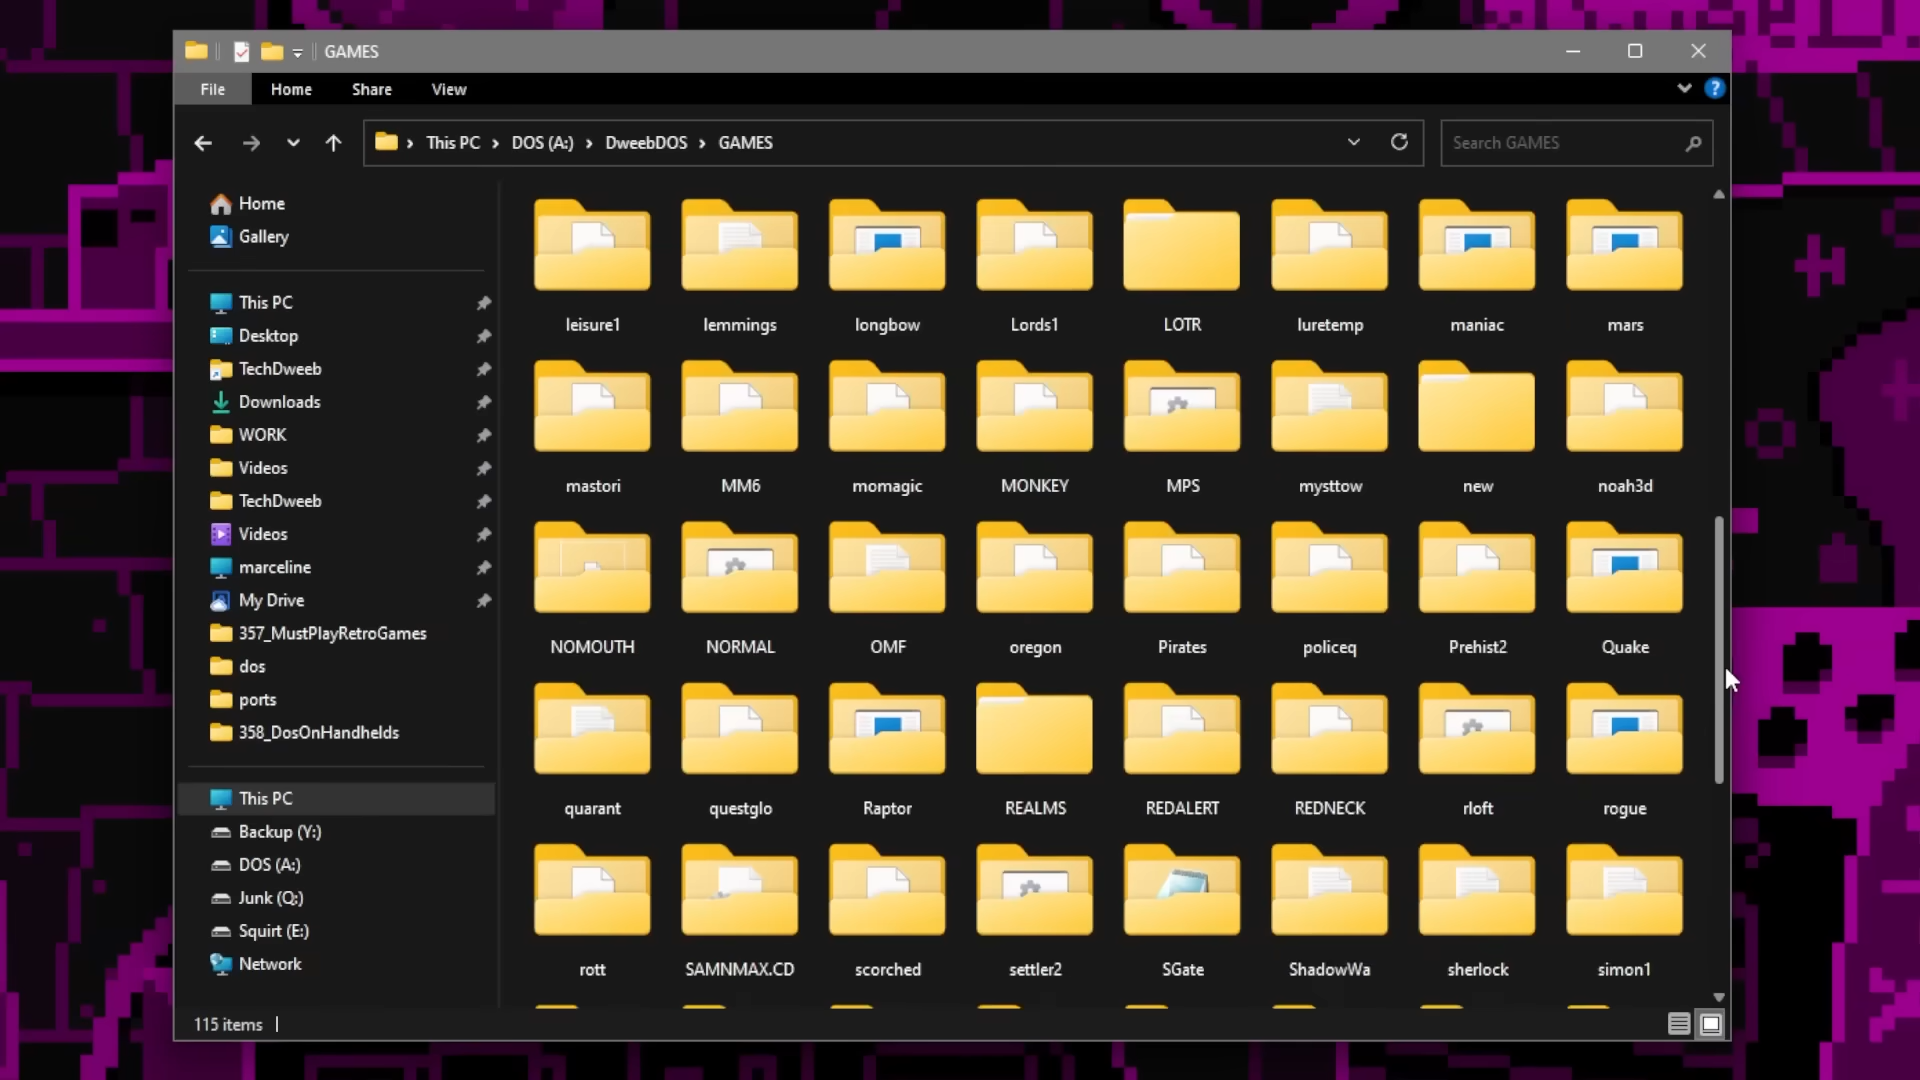 GAMES
File Home Share View
This PC > DOS (A:) > DweebDOS > GAMES
Search GAMES
Home
Gallery
This PC
Desktop
TechDweeb
Downloads
WORK
Videos
TechDweeb
Videos
marceline
My Drive
357_MustPlayRetroGames
dos
ports
358_DosOnHandhelds
This PC
Backup (Y:)
DOS (A:)
Junk (Q:)
Squirt (E:)
Network
leisure1 lemmings longbow Lords1 LOTR luretemp maniac mars
mastori MM6 momagic MONKEY MPS mysttow new noah3d
NOMOUTH NORMAL OMF oregon Pirates policeq Prehist2 Quake
quarant questglo Raptor REALMS REDALERT REDNECK rloft rogue
rott SAMNMAX.CD scorched settler2 SGate ShadowWa sherlock simon1
115 items